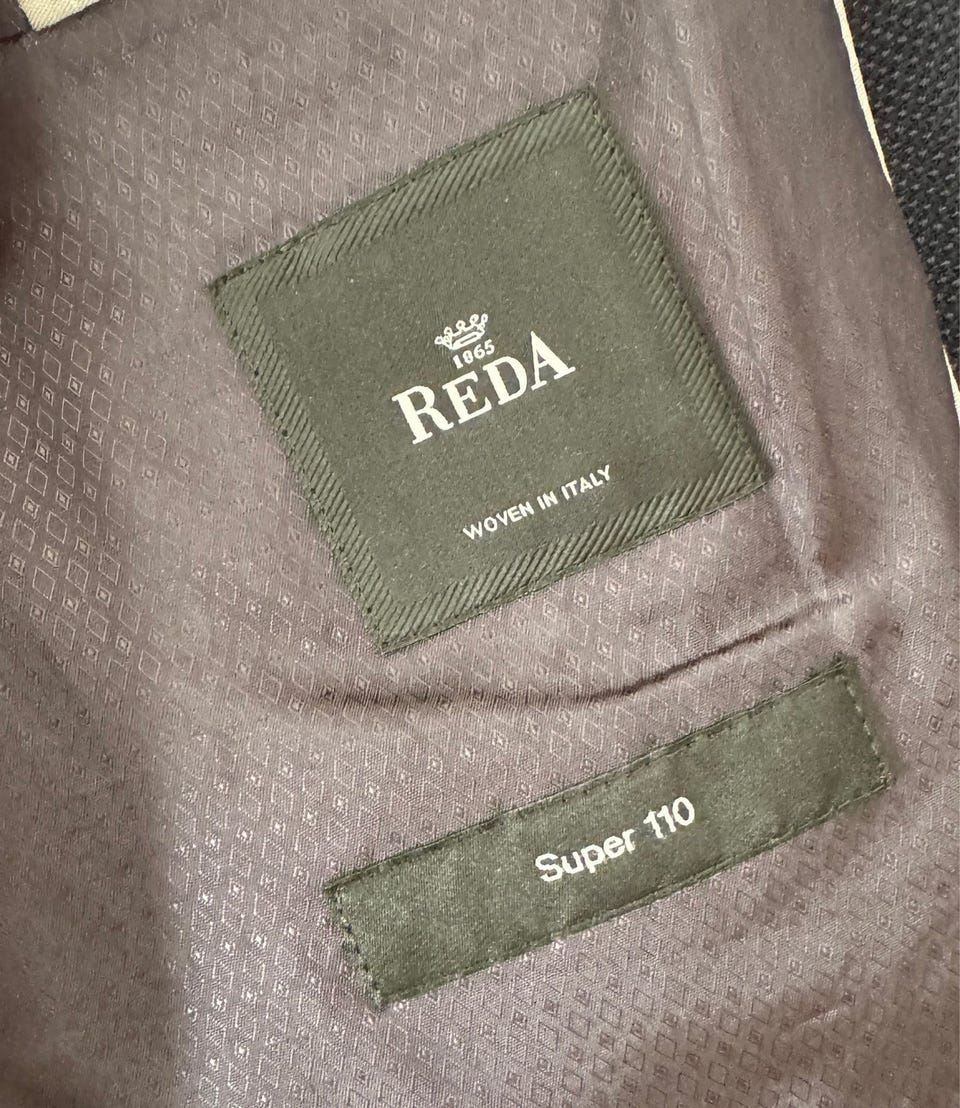 1865
REDA
WOVEN IN ITALY
Super 110